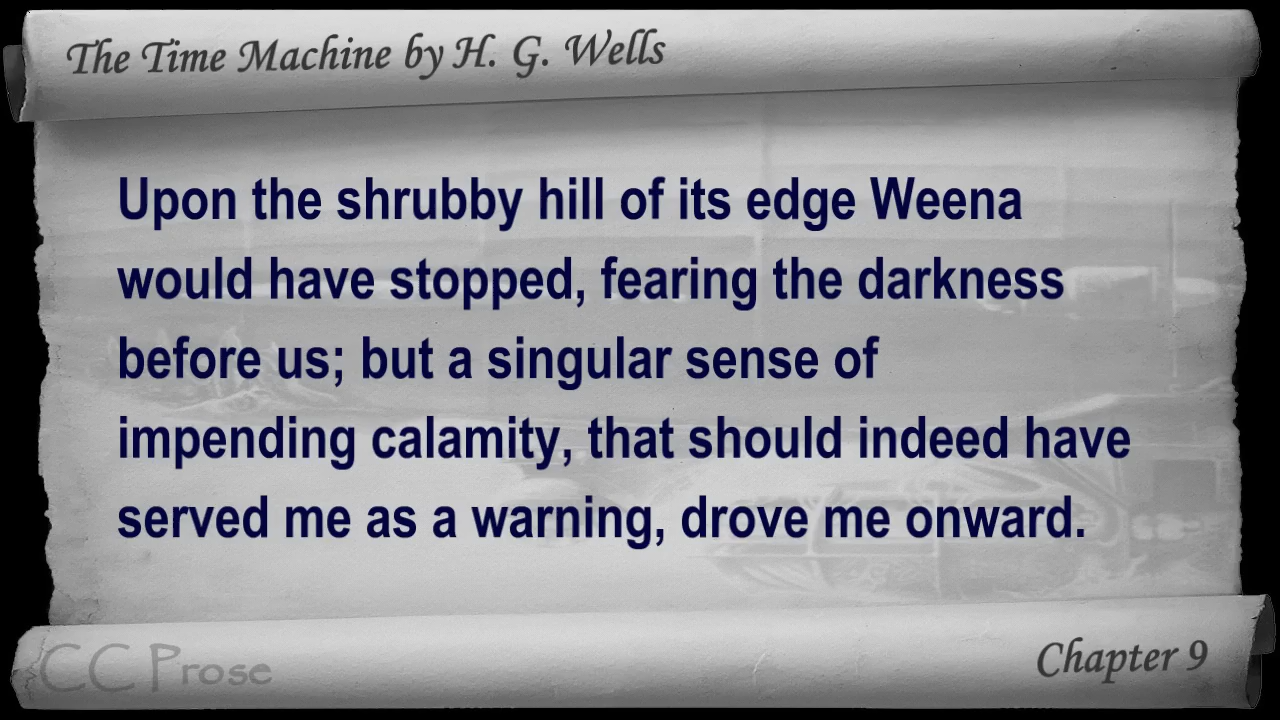 The Time Machine by H. G. Wells
Upon the shrubby hill of its edge Weena
would have stopped, fearing the darkness
before us; but a singular sense of
impending calamity, that should indeed have
served me as a warning, drove me onward.
CC Prose
Chapter 9